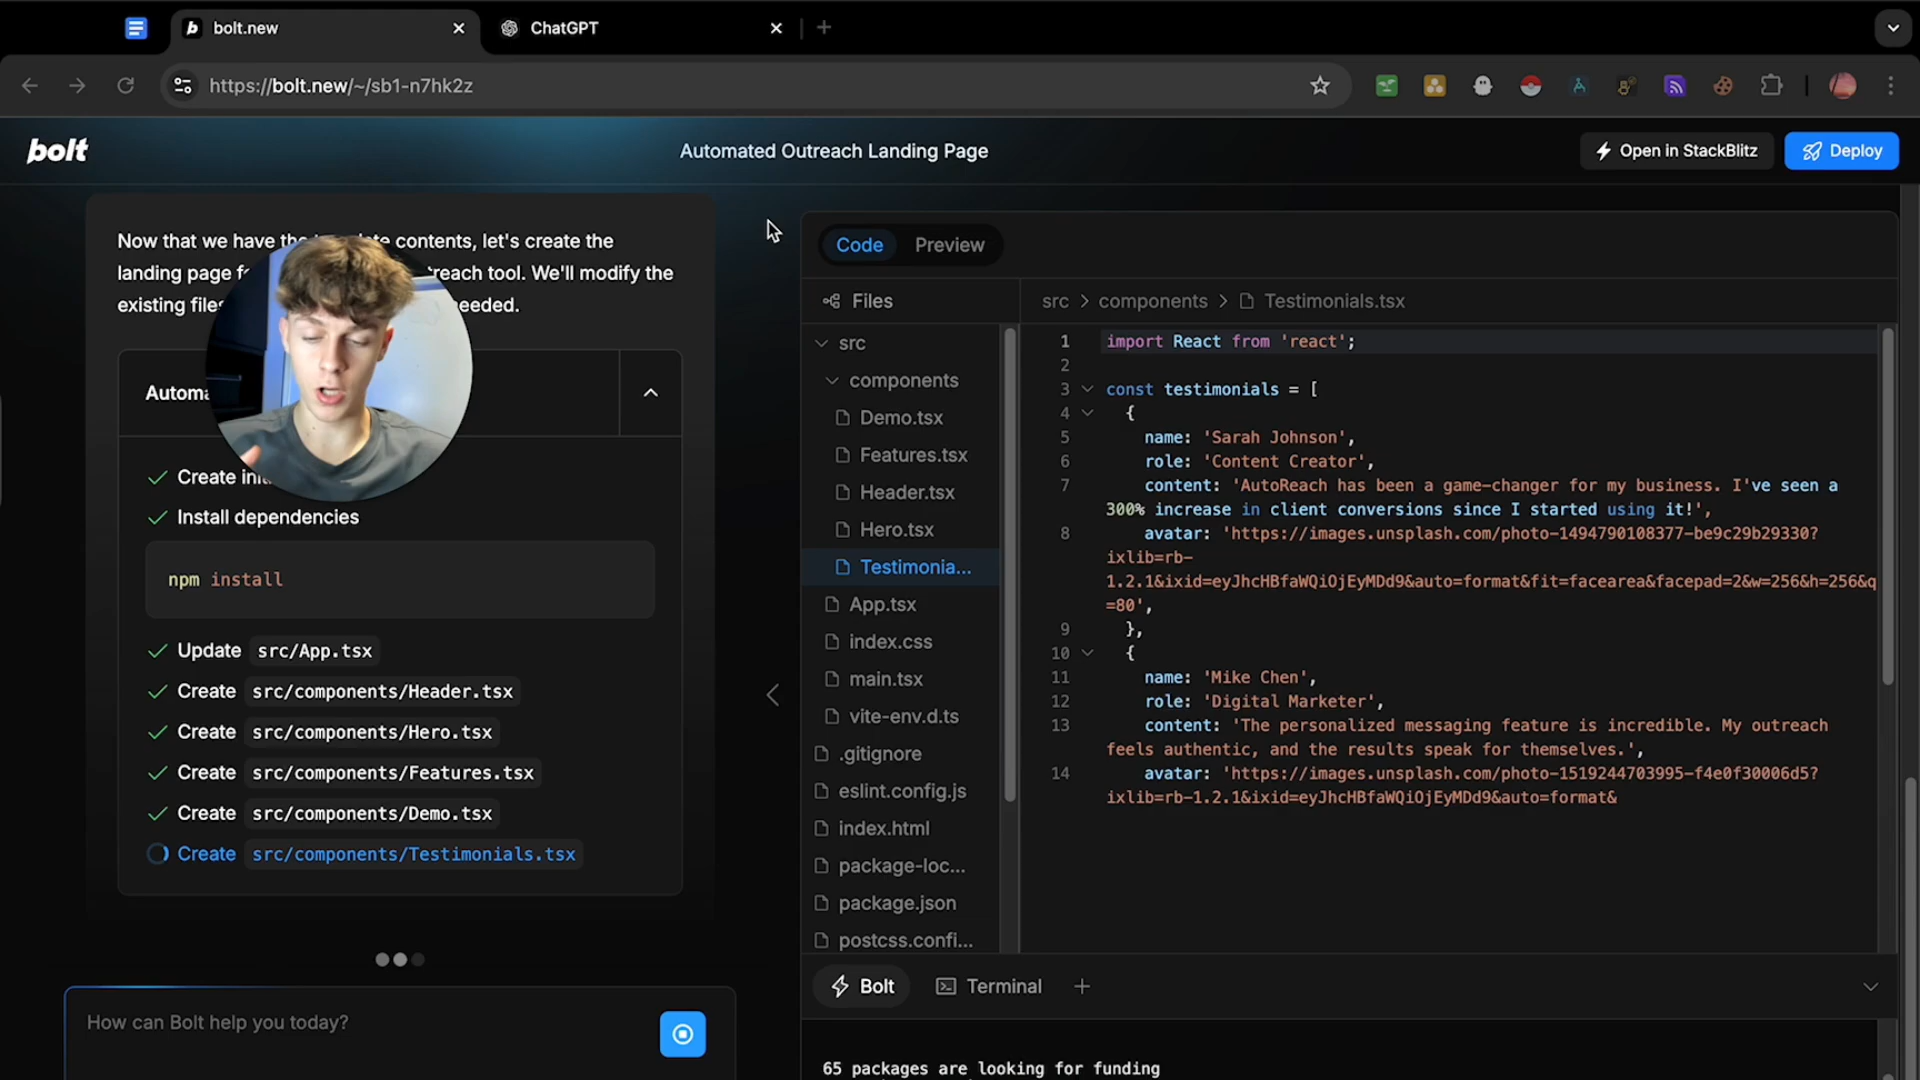 bolt.new
ChatGPT
https://bolt.new/~/sb1-n7hk2z
bolt
Automated Outreach Landing Page
Open in StackBlitz
Deploy
Now that we have the contents, let's create the
landing page treach tool. We'll modify the
existing files eeded.
Automa
Create init
Install dependencies
npm install
Update src/App.tsx
Create src/components/Header.tsx
Create src/components/Hero.tsx
Create src/components/Features.tsx
Create src/components/Demo.tsx
Create src/components/Testimonials.tsx
How can Bolt help you today?
Code Preview
Files
src
components
Demo.tsx
Features.tsx
Header.tsx
Hero.tsx
Testimonia...
App.tsx
index.css
main.tsx
vite-env.d.ts
.gitignore
eslint.config.js
index.html
package-loc...
package.json
postcss.confi...
src > components > Testimonials.tsx
1 import React from 'react';
2
3 const testimonials = [
4 {
5 name: 'Sarah Johnson',
6 role: 'Content Creator',
7 content: 'AutoReach has been a game-changer for my business. I've seen a
300% increase in client conversions since I started using it!',
8 avatar: 'https://images.unsplash.com/photo-1494790108377-be9c29b29330?
ixlib=rb-
1.2.1&ixid=eyJhcHBfaWQiOjEyMDd9&auto=format&fit=facearea&facepad=2&w=256&h=256&q
=80',
9 },
10 {
11 name: 'Mike Chen',
12 role: 'Digital Marketer',
13 content: 'The personalized messaging feature is incredible. My outreach
feels authentic, and the results speak for themselves.',
14 avatar: 'https://images.unsplash.com/photo-1519244703995-f4e0f30006d5?
ixlib=rb-1.2.1&ixid=eyJhcHBfaWQiOjEyMDd9&auto=format&
Bolt
Terminal
65 packages are looking for funding